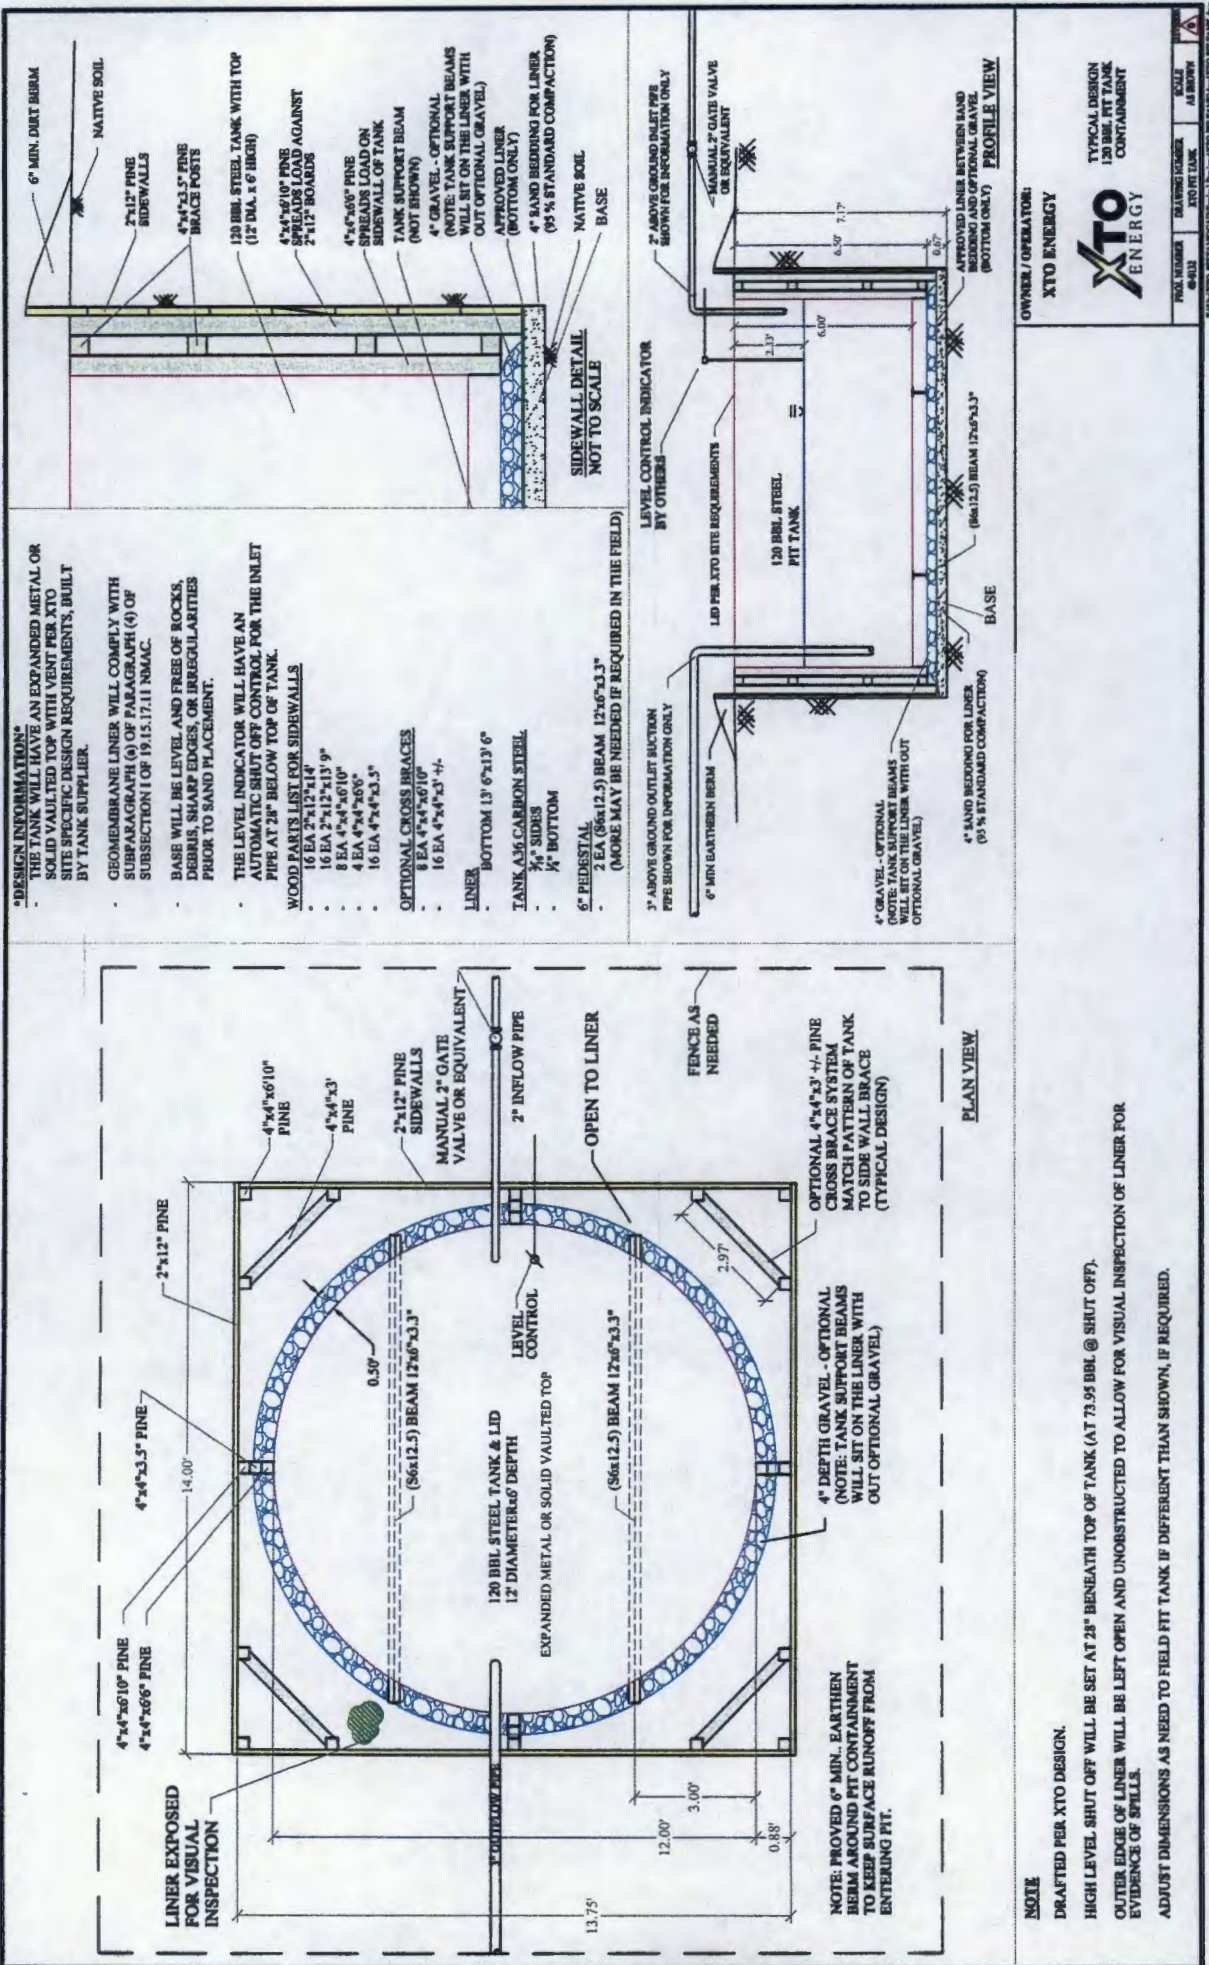 *DESIGN INFORMATION*
- THE TANK WILL HAVE AN EXPANDED METAL OR
SOLID VAULTED TOP WITH VENT PER XTO
SITE SPECIFIC DESIGN REQUIREMENTS, BUILT
BY TANK SUPPLIER.
- GEOMEMBRANE LINER WILL COMPLY WITH
SUBPARAGRAPH (a) OF PARAGRAPH (4) OF
SUBSECTION I OF 19.15.17.11 NMAC.
- BASE WILL BE LEVEL AND FREE OF ROCKS,
DEBRIS, SHARP EDGES, OR IRREGULARITIES
PRIOR TO SAND PLACEMENT.
- THE LEVEL INDICATOR WILL HAVE AN
AUTOMATIC SHUT OFF CONTROL FOR THE INLET
PIPE AT 28" BELOW TOP OF TANK.
WOOD PARTS LIST FOR SIDEWALLS
- 16 EA 2"x12"x14'
- 16 EA 2"x12"x13' 9"
- 8 EA 4"x4"x6'10"
- 4 EA 4"x4"x6'6"
- 16 EA 4"x4"x3.5"
OPTIONAL CROSS BRACES
- 8 EA 4"x4"x6'10"
- 16 EA 4"x4"x3' +/-
LINER
- BOTTOM 13' 6"x13' 6"
TANK A36 CARBON STEEL
- 3/16" SIDES
- 1/4" BOTTOM
6" PEDESTAL
- 2 EA (S6x12.5) BEAM 12'x6"x3.3"
(MORE MAY BE NEEDED IF REQUIRED IN THE FIELD)
6" MIN. DIRT BERM
NATIVE SOIL
2"x12" PINE
SIDEWALLS
4"x4"x3.5" PINE
BRACE POSTS
120 BBL STEEL TANK WITH TOP
(12' DIA. x 6' HIGH)
4"x4"x6'10" PINE
SPREADS LOAD AGAINST
2"x12" BOARDS
4"x4"x6'6" PINE
SPREADS LOAD ON
SIDEWALL OF TANK
TANK SUPPORT BEAM
(NOT SHOWN)
4" GRAVEL - OPTIONAL
(NOTE: TANK SUPPORT BEAMS
WILL SIT ON THE LINER WITH
OUT OPTIONAL GRAVEL)
APPROVED LINER
(BOTTOM ONLY)
4" SAND BEDDING FOR LINER
(95 % STANDARD COMPACTION)
NATIVE SOIL
BASE
SIDEWALL DETAIL
NOT TO SCALE
LINER EXPOSED
FOR VISUAL
INSPECTION
4"x4"x6'10" PINE
4"x4"x6'6" PINE
4"x4"x3.5" PINE
14.00'
2"x12" PINE
4"x4"x6'10"
PINE
4"x4"x3'
PINE
2"x12" PINE
SIDEWALLS
MANUAL 2" GATE
VALVE OR EQUIVALENT
2" INFLOW PIPE
OPEN TO LINER
FENCE AS
NEEDED
0.50'
(S6x12.5) BEAM 12'x6"x3.3"
LEVEL
CONTROL
120 BBL STEEL TANK & LID
12' DIAMETERx6' DEPTH
EXPANDED METAL OR SOLID VAULTED TOP
(S6x12.5) BEAM 12'x6"x3.3"
3" OUTFLOW PIPE
2.97'
3.00'
12.00'
0.88'
13.75'
OPTIONAL 4"x4"x3' +/- PINE
CROSS BRACE SYSTEM
MATCH PATTERN OF TANK
TO SIDE WALL BRACE
(TYPICAL DESIGN)
4" DEPTH GRAVEL - OPTIONAL
(NOTE: TANK SUPPORT BEAMS
WILL SIT ON THE LINER WITH
OUT OPTIONAL GRAVEL)
NOTE: PROVED 6" MIN. EARTHEN
BERM AROUND PIT CONTAINMENT
TO KEEP SURFACE RUNOFF FROM
ENTERING PIT.
PLAN VIEW
3" ABOVE GROUND OUTLET SUCTION
PIPE SHOWN FOR INFORMATION ONLY
6" MIN EARTHERN BERM
LEVEL CONTROL INDICATOR
BY OTHERS
LID PER XTO SITE REQUIREMENTS
2" ABOVE GROUND INLET PIPE
SHOWN FOR INFORMATION ONLY
MANUAL 2" GATE VALVE
OR EQUIVALENT
120 BBL STEEL
PIT TANK
2.33'
6.00'
6.50'
7.17'
0.67'
4" GRAVEL - OPTIONAL
(NOTE: TANK SUPPORT BEAMS
WILL SIT ON THE LINER WITH OUT
OPTIONAL GRAVEL)
4" SAND BEDDING FOR LINER
(95 % STANDARD COMPACTION)
BASE
(S6x12.5) BEAM 12'x6"x3.3"
APPROVED LINER BETWEEN SAND
BEDDING AND OPTIONAL GRAVEL
(BOTTOM ONLY)
PROFILE VIEW
NOTE
DRAFTED PER XTO DESIGN.
HIGH LEVEL SHUT OFF WILL BE SET AT 28" BENEATH TOP OF TANK (AT 73.95 BBL @ SHUT OFF).
OUTER EDGE OF LINER WILL BE LEFT OPEN AND UNOBSTRUCTED TO ALLOW FOR VISUAL INSPECTION OF LINER FOR
EVIDENCE OF SPILLS.
ADJUST DIMENSIONS AS NEED TO FIELD FIT TANK IF DIFFERENT THAN SHOWN, IF REQUIRED.
OWNER / OPERATOR:
XTO ENERGY
XTO
ENERGY
TYPICAL DESIGN
120 BBL PIT TANK
CONTAINMENT
DRAWING NUMBER
XTO PIT TANK
SCALE
AS SHOWN